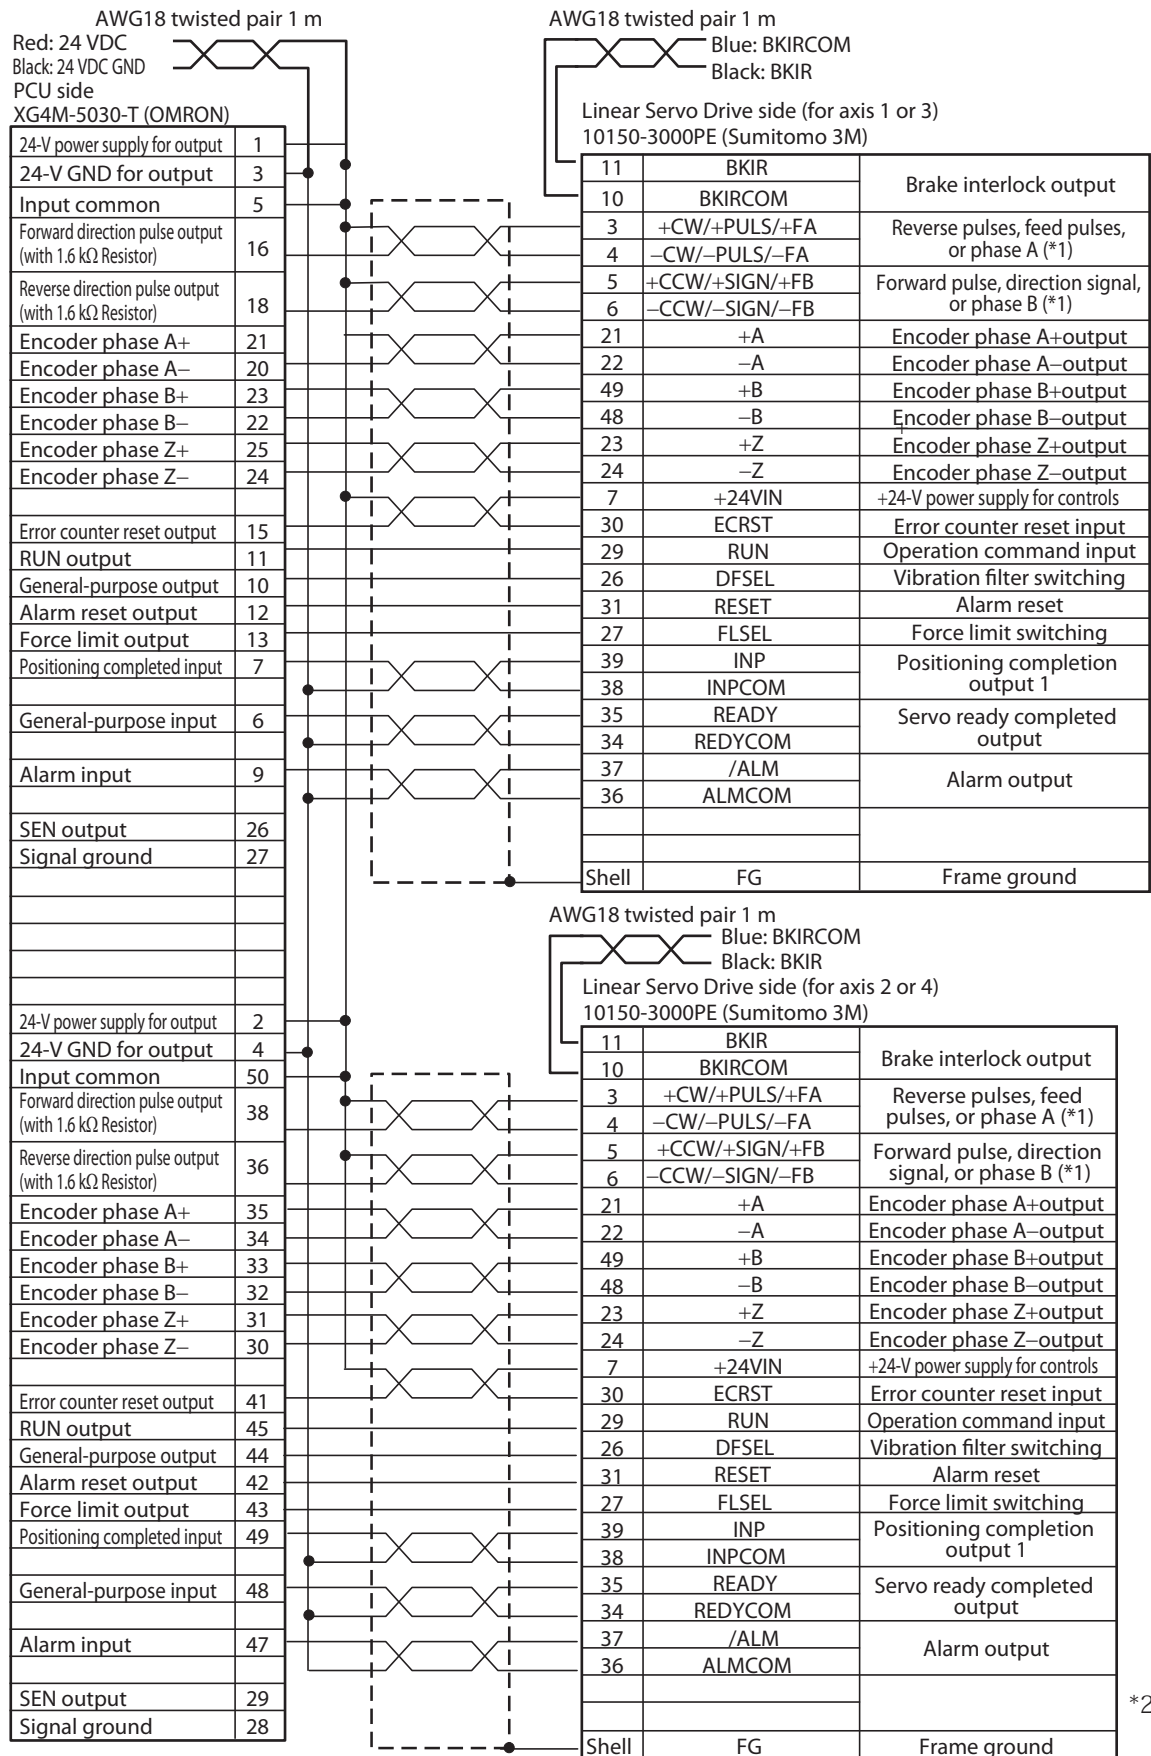 AWG18 twisted pair 1 m
Red: 24 VDC
Black: 24 VDC GND
PCU side
XG4M-5030-T (OMRON)
24-V power supply for output 1
24-V GND for output 3
Input common 5
Forward direction pulse output
(with 1.6 kΩ Resistor) 16
Reverse direction pulse output
(with 1.6 kΩ Resistor) 18
Encoder phase A+ 21
Encoder phase A− 20
Encoder phase B+ 23
Encoder phase B− 22
Encoder phase Z+ 25
Encoder phase Z− 24
Error counter reset output 15
RUN output 11
General-purpose output 10
Alarm reset output 12
Force limit output 13
Positioning completed input 7
General-purpose input 6
Alarm input 9
SEN output 26
Signal ground 27
24-V power supply for output 2
24-V GND for output 4
Input common 50
Forward direction pulse output
(with 1.6 kΩ Resistor) 38
Reverse direction pulse output
(with 1.6 kΩ Resistor) 36
Encoder phase A+ 35
Encoder phase A− 34
Encoder phase B+ 33
Encoder phase B− 32
Encoder phase Z+ 31
Encoder phase Z− 30
Error counter reset output 41
RUN output 45
General-purpose output 44
Alarm reset output 42
Force limit output 43
Positioning completed input 49
General-purpose input 48
Alarm input 47
SEN output 29
Signal ground 28
AWG18 twisted pair 1 m
Blue: BKIRCOM
Black: BKIR
Linear Servo Drive side (for axis 1 or 3)
10150-3000PE (Sumitomo 3M)
11 BKIR
Brake interlock output
10 BKIRCOM
3 +CW/+PULS/+FA Reverse pulses, feed pulses,
4 −CW/−PULS/−FA or phase A (*1)
5 +CCW/+SIGN/+FB Forward pulse, direction signal,
6 −CCW/−SIGN/−FB or phase B (*1)
21 +A Encoder phase A+output
22 −A Encoder phase A−output
49 +B Encoder phase B+output
48 −B Encoder phase B−output
23 +Z Encoder phase Z+output
24 −Z Encoder phase Z−output
7 +24VIN +24-V power supply for controls
30 ECRST Error counter reset input
29 RUN Operation command input
26 DFSEL Vibration filter switching
31 RESET Alarm reset
27 FLSEL Force limit switching
39 INP Positioning completion
38 INPCOM output 1
35 READY Servo ready completed
34 REDYCOM output
37 /ALM
Alarm output
36 ALMCOM
Shell FG Frame ground
AWG18 twisted pair 1 m
Blue: BKIRCOM
Black: BKIR
Linear Servo Drive side (for axis 2 or 4)
10150-3000PE (Sumitomo 3M)
11 BKIR
Brake interlock output
10 BKIRCOM
3 +CW/+PULS/+FA Reverse pulses, feed
4 −CW/−PULS/−FA pulses, or phase A (*1)
5 +CCW/+SIGN/+FB Forward pulse, direction
6 −CCW/−SIGN/−FB signal, or phase B (*1)
21 +A Encoder phase A+output
22 −A Encoder phase A−output
49 +B Encoder phase B+output
48 −B Encoder phase B−output
23 +Z Encoder phase Z+output
24 −Z Encoder phase Z−output
7 +24VIN +24-V power supply for controls
30 ECRST Error counter reset input
29 RUN Operation command input
26 DFSEL Vibration filter switching
31 RESET Alarm reset
27 FLSEL Force limit switching
39 INP Positioning completion
38 INPCOM output 1
35 READY Servo ready completed
34 REDYCOM output
37 /ALM
Alarm output
36 ALMCOM
*2
Shell FG Frame ground